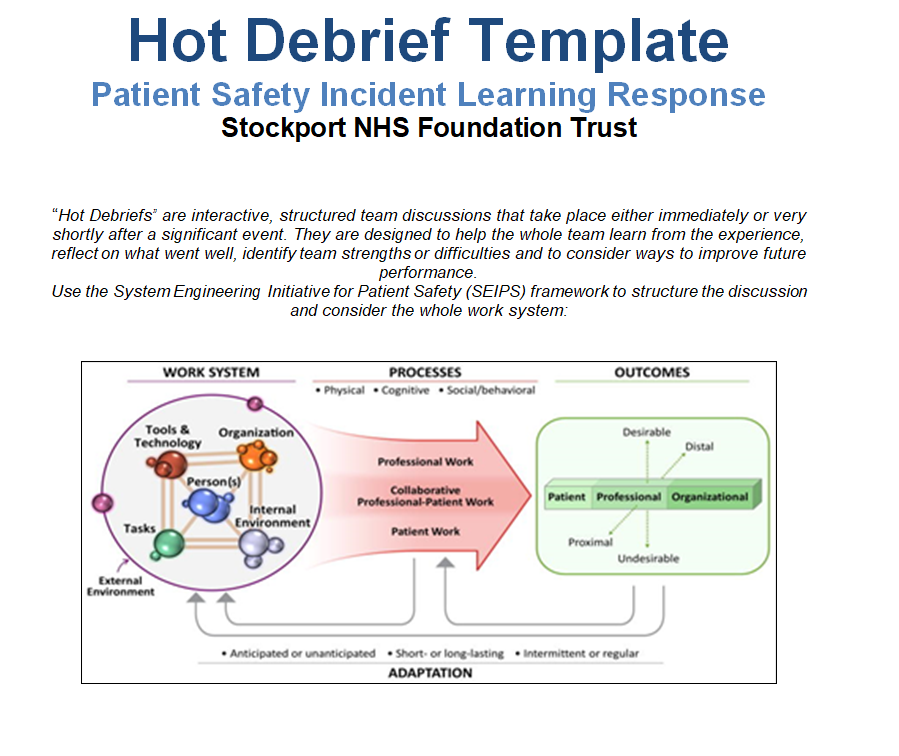 Hot Debrief Template
Patient Safety Incident Learning Response
Stockport NHS Foundation Trust
“Hot Debriefs” are interactive, structured team discussions that take place either immediately or very
shortly after a significant event. They are designed to help the whole team learn from the experience,
reflect on what went well, identify team strengths or difficulties and to consider ways to improve future
performance.
Use the System Engineering Initiative for Patient Safety (SEIPS) framework to structure the discussion
and consider the whole work system:
WORK SYSTEM
PROCESSES
OUTCOMES
• Physical • Cognitive • Social/behavioral
Tools &
Technology
Organization
Person(s)
Internal
Environment
Tasks
External
Environment
Professional Work
Collaborative
Professional-Patient Work
Patient Work
Desirable
Distal
Patient Professional Organizational
Proximal
Undesirable
• Anticipated or unanticipated • Short- or long-lasting • Intermittent or regular
ADAPTATION